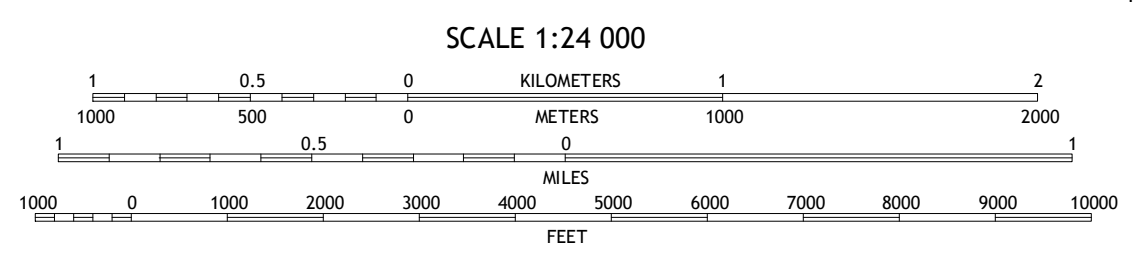 SCALE 1:24 000
1 0.5 0 KILOMETERS 1 2
1000 500 0 METERS 1000 2000
1 0.5 0 1
MILES
1000 0 1000 2000 3000 4000 5000 6000 7000 8000 9000 10000
FEET